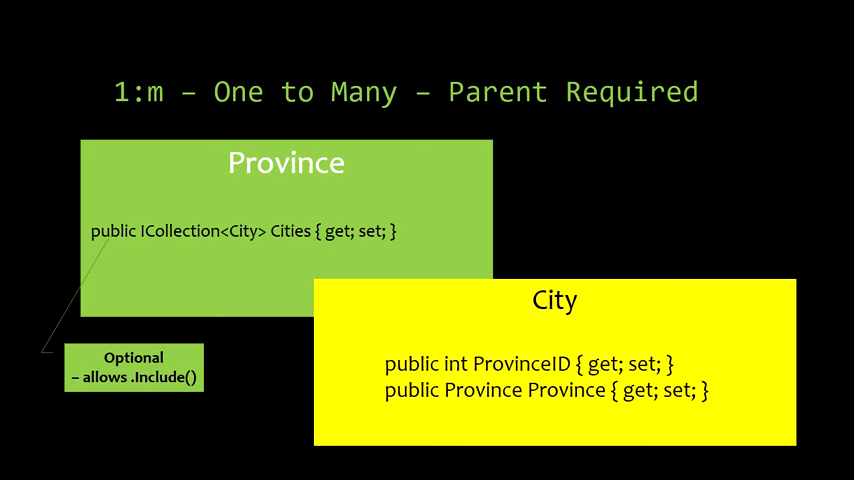 1:m – One to Many – Parent Required
Province
public ICollection<City> Cities { get; set; }
City
public int ProvinceID { get; set; }
public Province Province { get; set; }
Optional
– allows .Include()